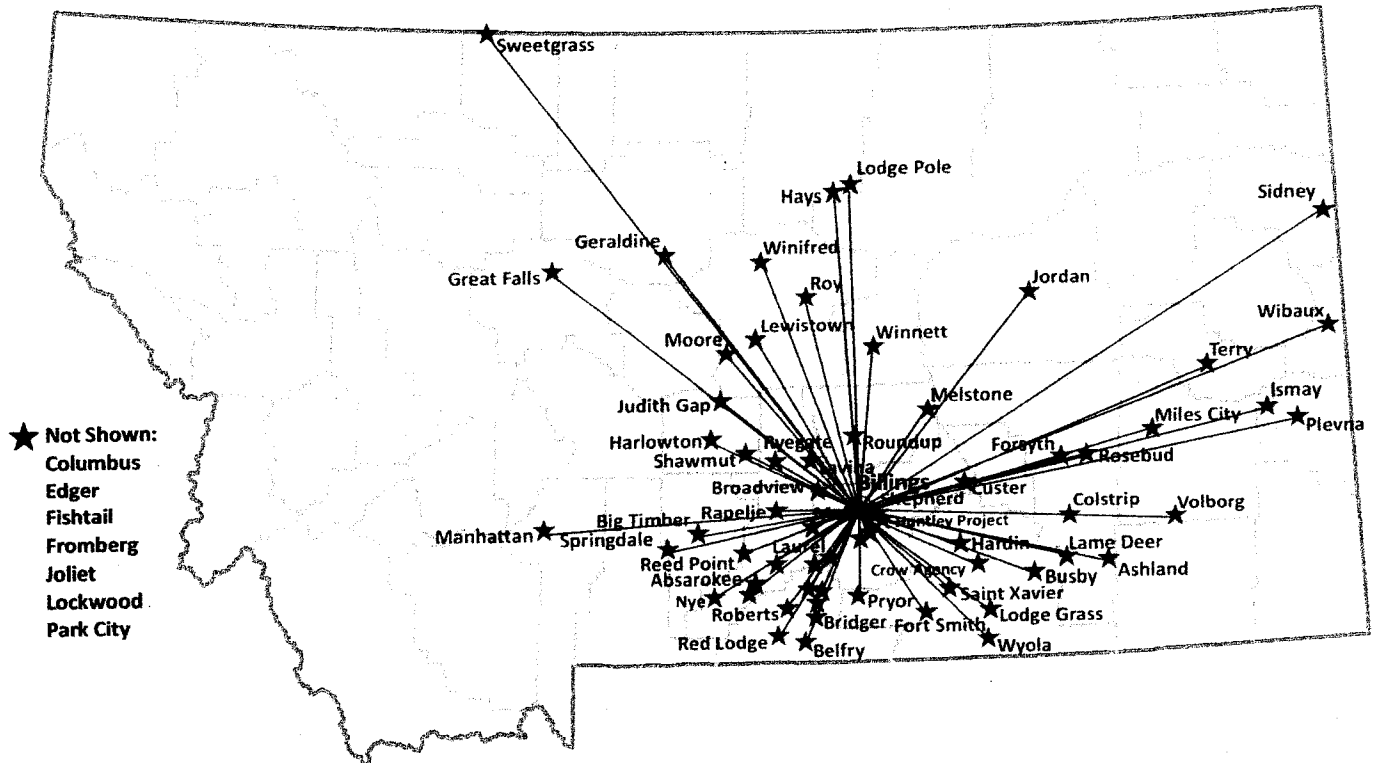 Sweetgrass
Lodge Pole
Hays
Sidney
Geraldine
Winifred
Great Falls
Jordan
Roy
Wibaux
Lewistown
Moore
Winnett
Terry
Ismay
Melstone
Judith Gap
Miles City
Plevna
Harlowton
Ryegate
Roundup
Forsyth
Rosebud
Shawmut
Lavina
Billings
Custer
Broadview
Shepherd
Colstrip
Volborg
Rapelje
Big Timber
Huntley Project
Manhattan
Springdale
Laurel
Hardin
Lame Deer
Reed Point
Crow Agency
Ashland
Absarokee
Busby
Nye
Pryor
Saint Xavier
Roberts
Lodge Grass
Bridger
Fort Smith
Red Lodge
Belfry
Wyola
Not Shown:
Columbus
Edger
Fishtail
Fromberg
Joliet
Lockwood
Park City